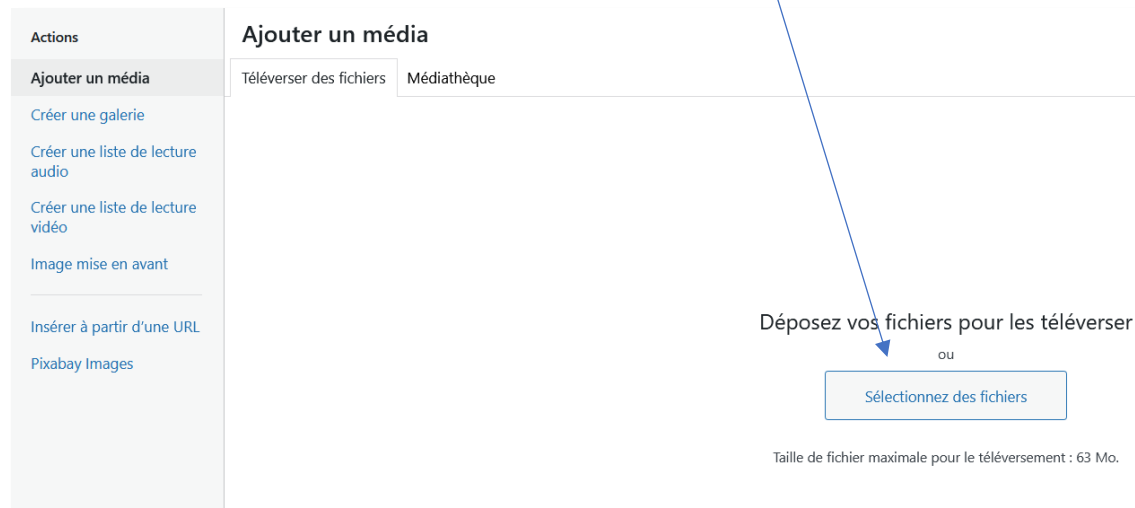 Actions
Ajouter un média
Créer une galerie
Créer une liste de lecture
audio
Créer une liste de lecture
vidéo
Image mise en avant
Insérer à partir d’une URL
Pixabay Images
Ajouter un média
Téléverser des fichiers
Médiathèque
Déposez vos fichiers pour les téléverser
ou
Sélectionnez des fichiers
Taille de fichier maximale pour le téléversement : 63 Mo.